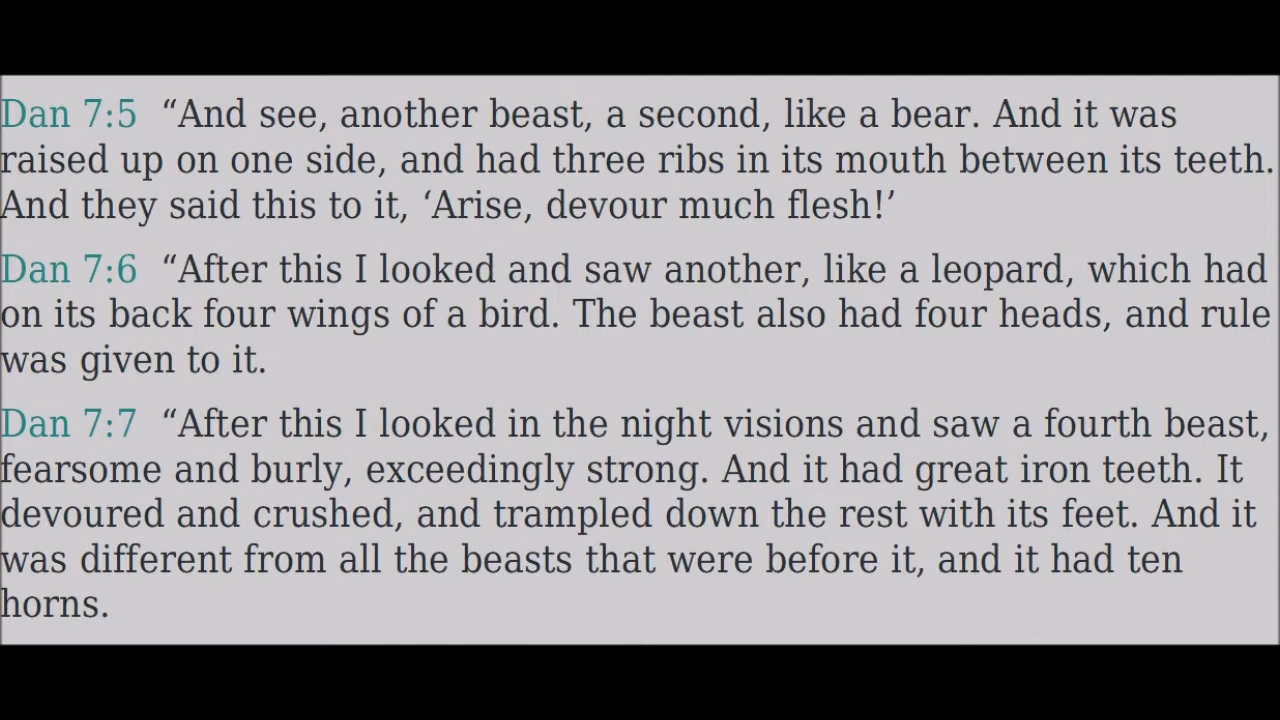 Dan 7:5 “And see, another beast, a second, like a bear. And it was
raised up on one side, and had three ribs in its mouth between its teeth.
And they said this to it, ‘Arise, devour much flesh!’
Dan 7:6 “After this I looked and saw another, like a leopard, which had
on its back four wings of a bird. The beast also had four heads, and rule
was given to it.
Dan 7:7 “After this I looked in the night visions and saw a fourth beast,
fearsome and burly, exceedingly strong. And it had great iron teeth. It
devoured and crushed, and trampled down the rest with its feet. And it
was different from all the beasts that were before it, and it had ten
horns.